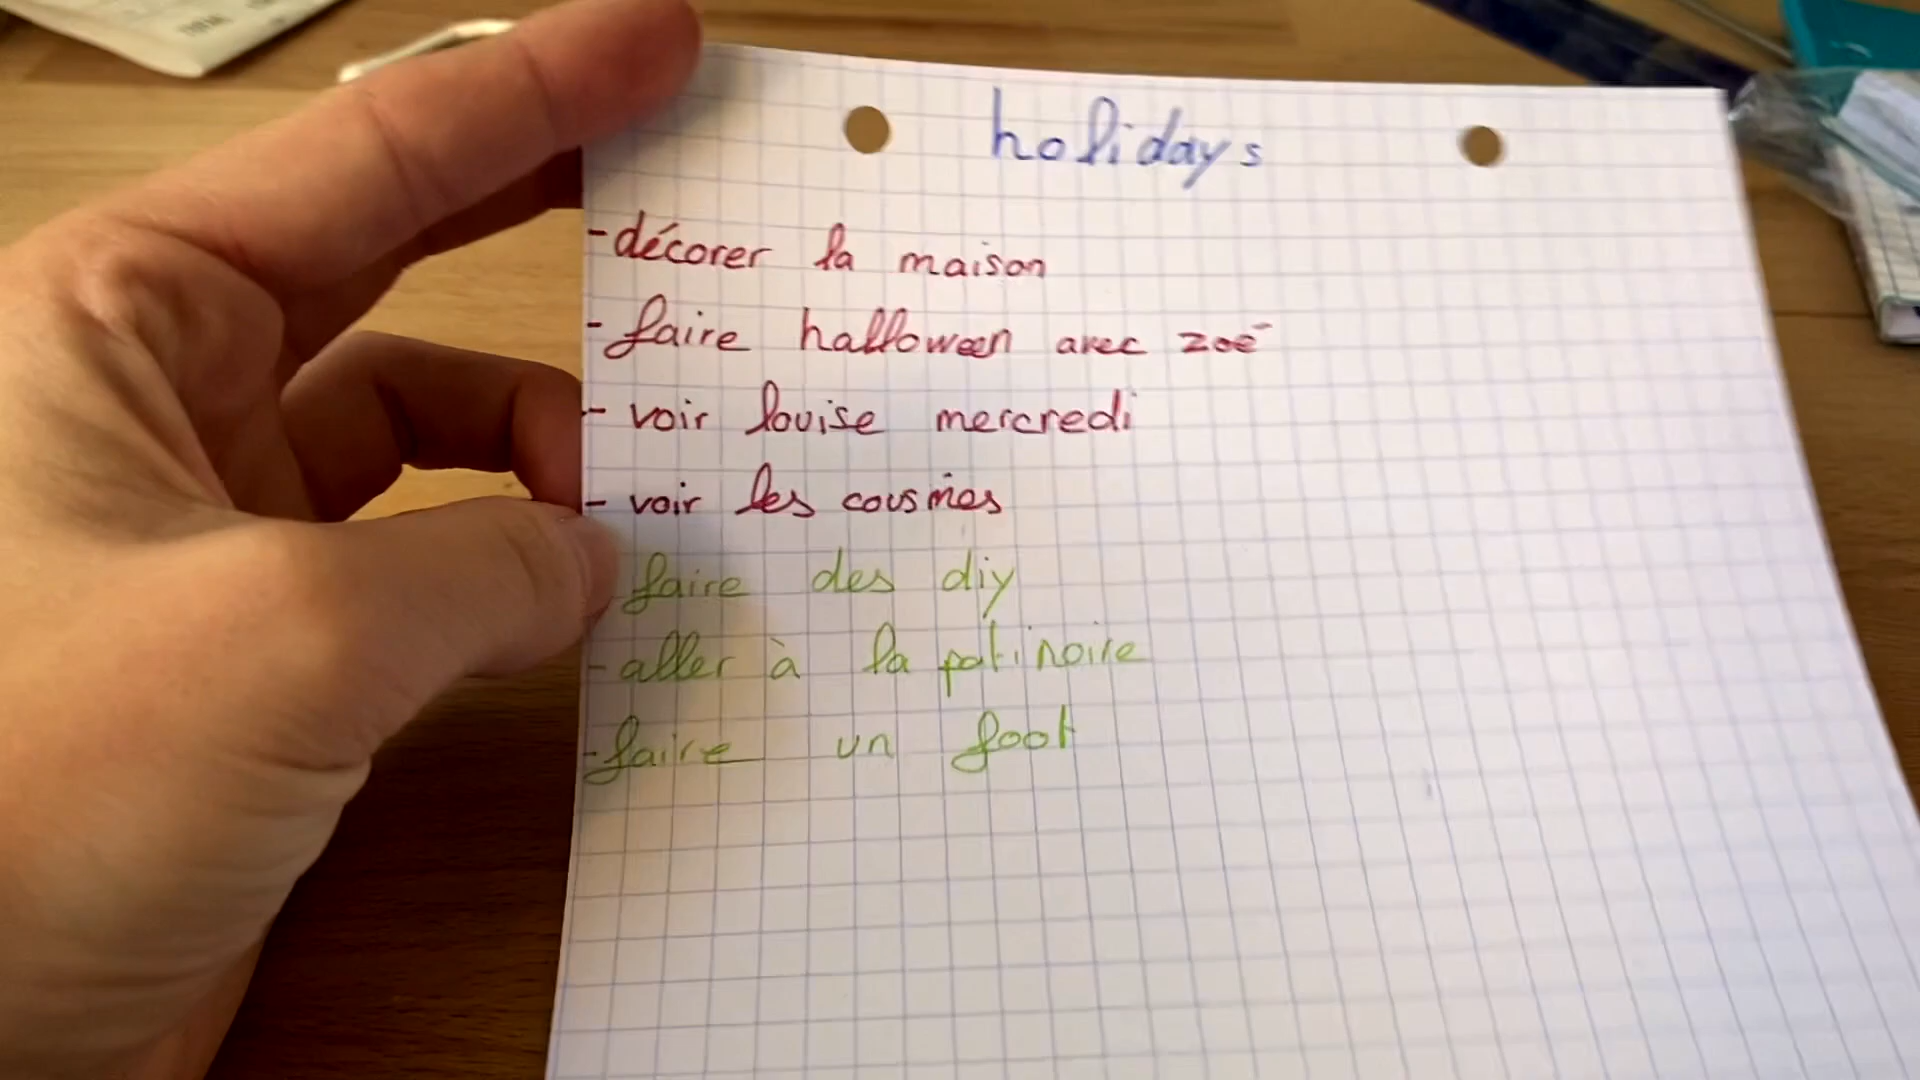 holidays
- décorer la maison
- faire halloween avec zoë
- voir louise mercredi
- voir les cousines
faire des diy
- aller à la patinoire
- faire un foot